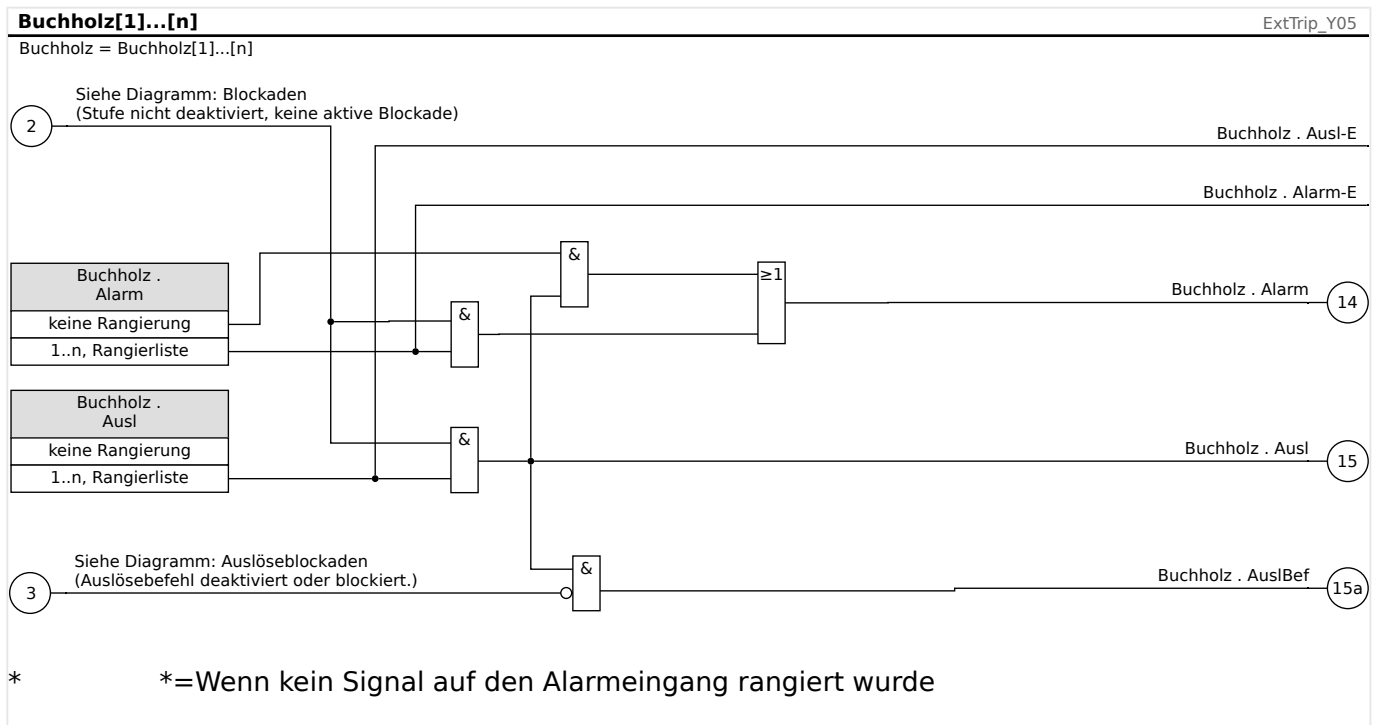 Buchholz[1]...[n]
ExtTrip_Y05
Buchholz = Buchholz[1]...[n]
Siehe Diagramm: Blockaden
(Stufe nicht deaktiviert, keine aktive Blockade)
2
Buchholz . Ausl-E
Buchholz . Alarm-E
&
Buchholz .
Alarm
≥1
keine Rangierung
Buchholz . Alarm
14
&
1..n, Rangierliste
Buchholz .
Ausl
keine Rangierung
&
Buchholz . Ausl
15
1..n, Rangierliste
Siehe Diagramm: Auslöseblockaden
(Auslösebefehl deaktiviert oder blockiert.)
3
&
Buchholz . AuslBef
15a
* *=Wenn kein Signal auf den Alarmeingang rangiert wurde